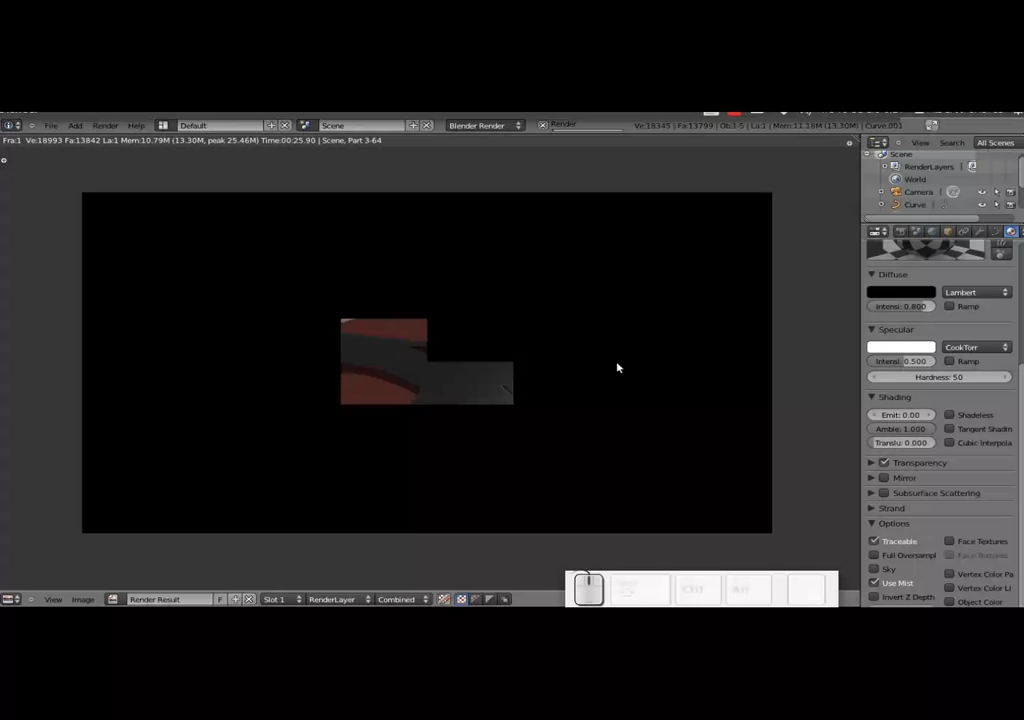 File Add Render Default Scene Blender Render Render Ve:18345 | Fa:13799 | Ob:1-5 | La:1 | Mem:11.18M (13.30M) | Curve.001
Fra:1 Ve:18993 Fa:13842 La:1 Mem:10.79M (13.30M, peak 25.46M) Time:00:25.90 | Scene, Part 3-64
View Search All Scenes
Scene
RenderLayers
World
Camera
Curve
Diffuse
Lambert
Intensi: 0.800 Ramp
Specular
CookTorr
Intensi: 0.500 Ramp
Hardness: 50
Shading
Emit: 0.00 Shadeless
Ambie: 1.000 Tangent Shadin
Translu: 0.000 Cubic Interpola
Transparency
Mirror
Subsurface Scattering
Strand
Options
Traceable Face Textures
Full Oversampl Face Textures
Sky Vertex Color Pa
Use Mist Vertex Color Li
Invert Z Depth Object Color
View Image Render Result F Slot 1 RenderLayer Combined